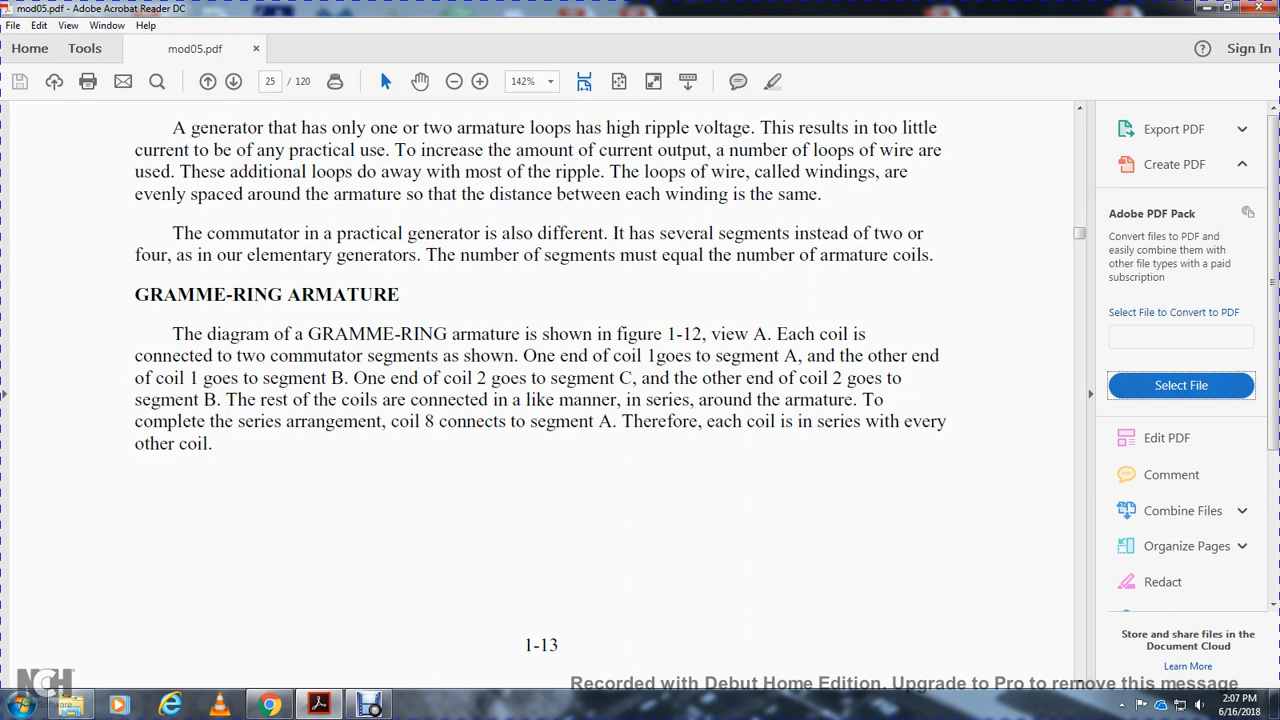 mod05.pdf - Adobe Acrobat Reader DC
File Edit View Window Help
Home Tools mod05.pdf × Sign In
25 / 120 142%
A generator that has only one or two armature loops has high ripple voltage. This results in too little
current to be of any practical use. To increase the amount of current output, a number of loops of wire are
used. These additional loops do away with most of the ripple. The loops of wire, called windings, are
evenly spaced around the armature so that the distance between each winding is the same.
The commutator in a practical generator is also different. It has several segments instead of two or
four, as in our elementary generators. The number of segments must equal the number of armature coils.
GRAMME-RING ARMATURE
The diagram of a GRAMME-RING armature is shown in figure 1-12, view A. Each coil is
connected to two commutator segments as shown. One end of coil 1goes to segment A, and the other end
of coil 1 goes to segment B. One end of coil 2 goes to segment C, and the other end of coil 2 goes to
segment B. The rest of the coils are connected in a like manner, in series, around the armature. To
complete the series arrangement, coil 8 connects to segment A. Therefore, each coil is in series with every
other coil.
1-13
Export PDF
Create PDF
Adobe PDF Pack
Convert files to PDF and
easily combine them with
other file types with a paid
subscription
Select File to Convert to PDF
Select File
Edit PDF
Comment
Combine Files
Organize Pages
Redact
Store and share files in the
Document Cloud
Learn More
NCH
Software
Recorded with Debut Home Edition. Upgrade to Pro to remove this message
2:07 PM
6/16/2018